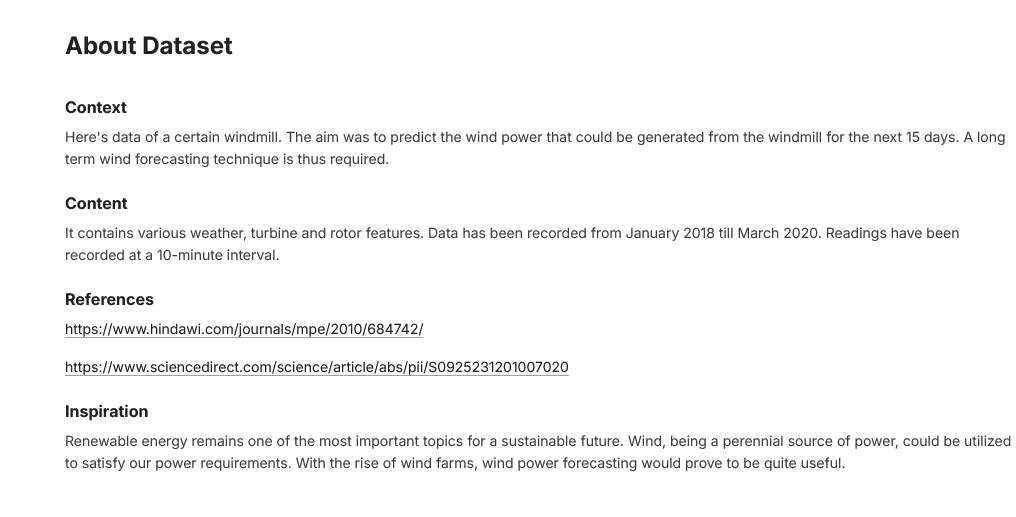 About Dataset
Context
Here's data of a certain windmill. The aim was to predict the wind power that could be generated from the windmill for the next 15 days. A long
term wind forecasting technique is thus required.
Content
It contains various weather, turbine and rotor features. Data has been recorded from January 2018 till March 2020. Readings have been
recorded at a 10-minute interval.
References
https://www.hindawi.com/journals/mpe/2010/684742/
https://www.sciencedirect.com/science/article/abs/pii/S0925231201007020
Inspiration
Renewable energy remains one of the most important topics for a sustainable future. Wind, being a perennial source of power, could be utilized
to satisfy our power requirements. With the rise of wind farms, wind power forecasting would prove to be quite useful.